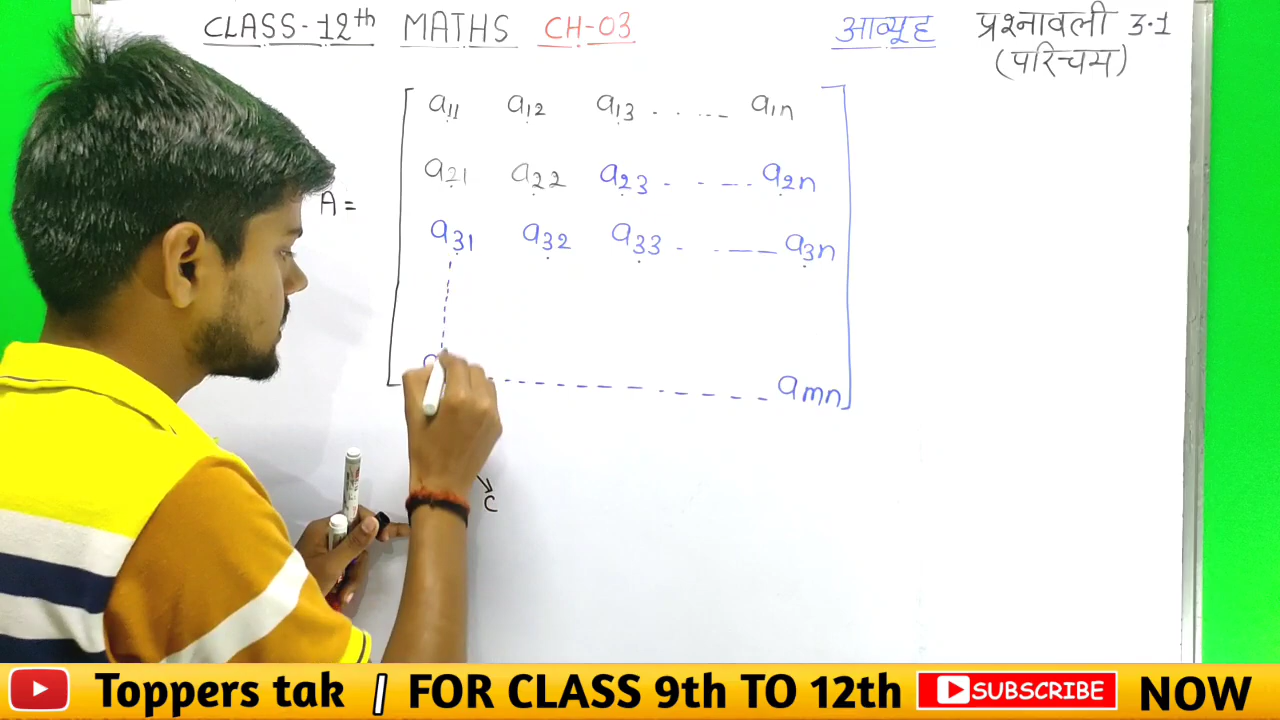 CLASS-12th MATHS CH-03 आव्यूह प्रश्नावली 3.1
(परिचय)
a11 a12 a13 ..... a1n
a21 a22 a23 - - --- a2n
A =
a31 a32 a33 - - —— a3n
a ------------ amn
C
Toppers tak | FOR CLASS 9th TO 12th SUBSCRIBE NOW